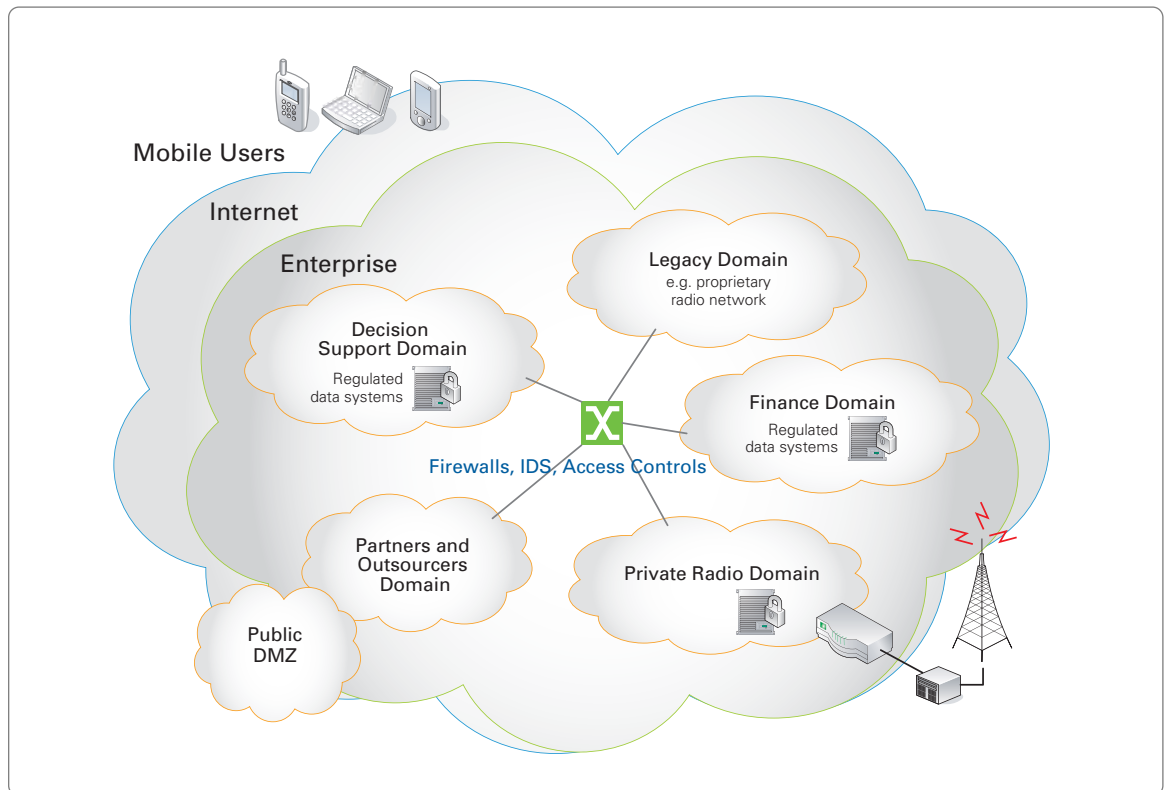 Mobile Users
Internet
Enterprise
Legacy Domain
e.g. proprietary
radio network
Decision
Support Domain
Regulated
data systems
Finance Domain
Regulated
data systems
Firewalls, IDS, Access Controls
Partners and
Outsourcers
Domain
Private Radio Domain
Public
DMZ